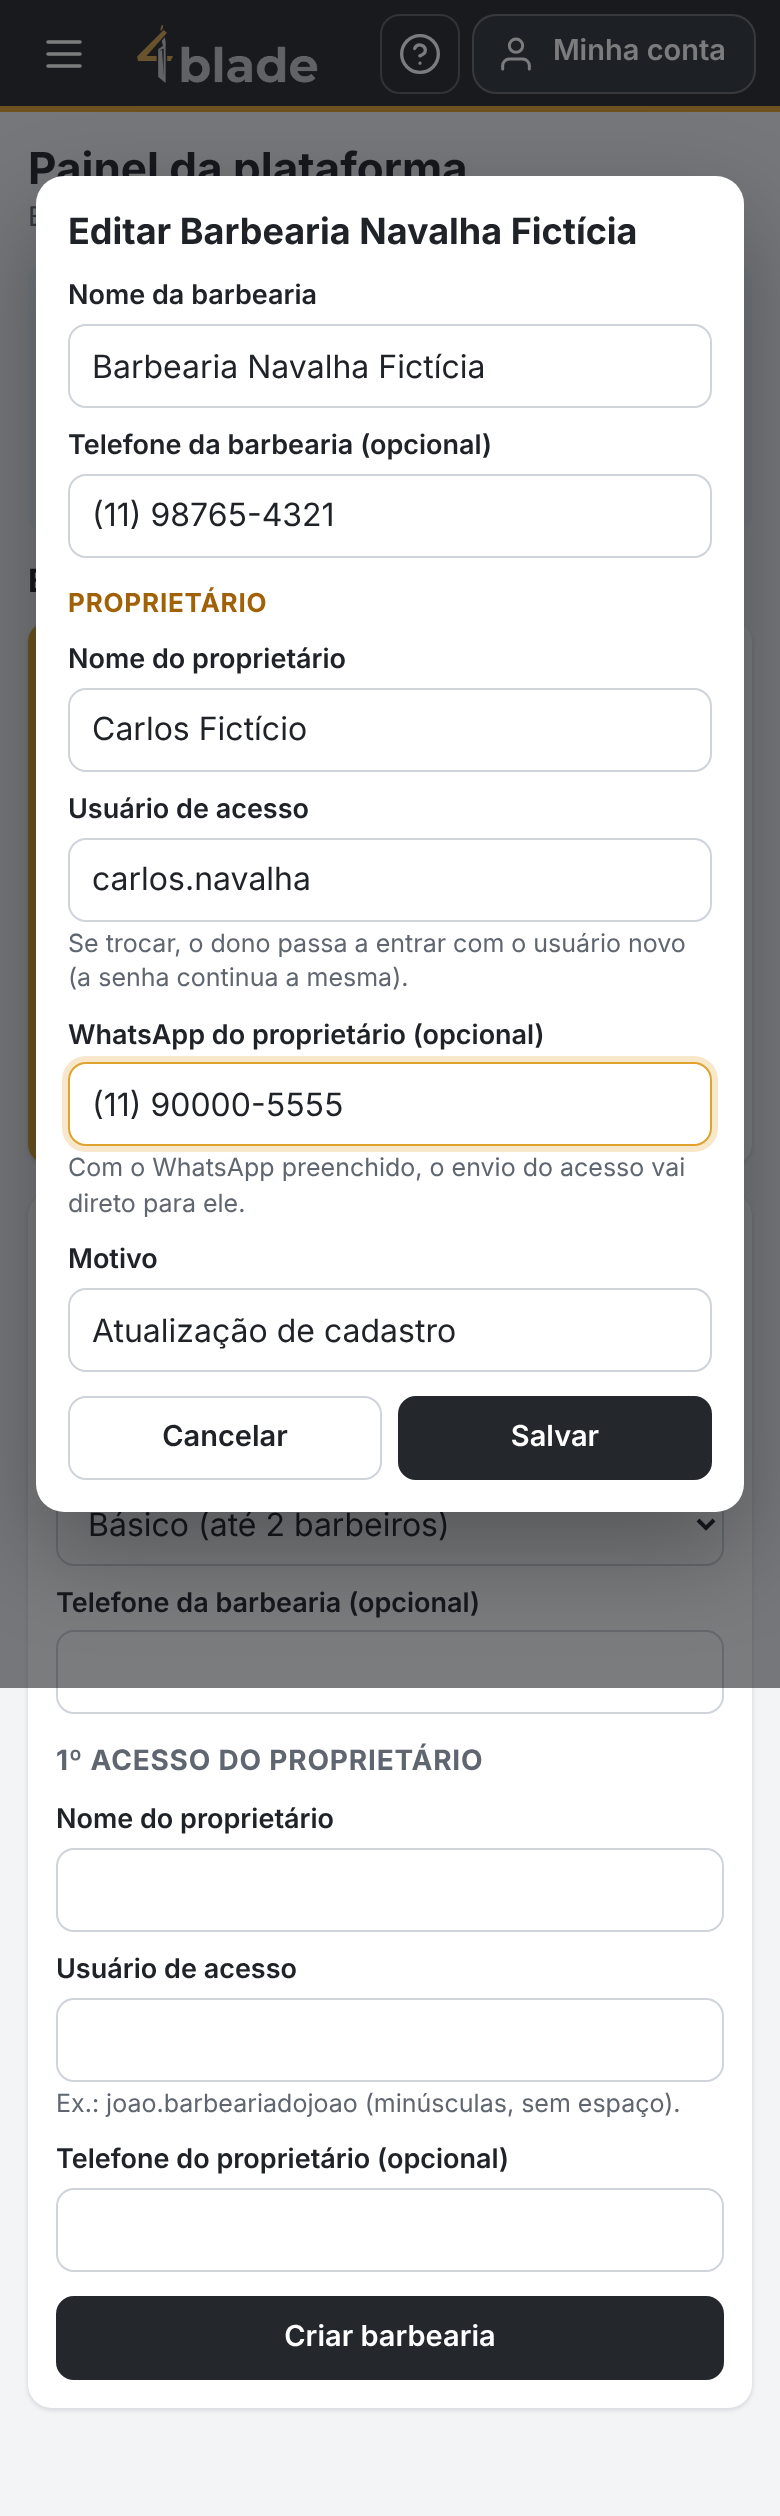 4blade
Minha conta
Painel da plataforma
Editar Barbearia Navalha Fictícia
Nome da barbearia
Barbearia Navalha Fictícia
Telefone da barbearia (opcional)
(11) 98765-4321
PROPRIETÁRIO
Nome do proprietário
Carlos Fictício
Usuário de acesso
carlos.navalha
Se trocar, o dono passa a entrar com o usuário novo
(a senha continua a mesma).
WhatsApp do proprietário (opcional)
(11) 90000-5555
Com o WhatsApp preenchido, o envio do acesso vai
direto para ele.
Motivo
Atualização de cadastro
Cancelar
Salvar
Básico (até 2 barbeiros)
Telefone da barbearia (opcional)
1º ACESSO DO PROPRIETÁRIO
Nome do proprietário
Usuário de acesso
Ex.: joao.barbeariadojoao (minúsculas, sem espaço).
Telefone do proprietário (opcional)
Criar barbearia